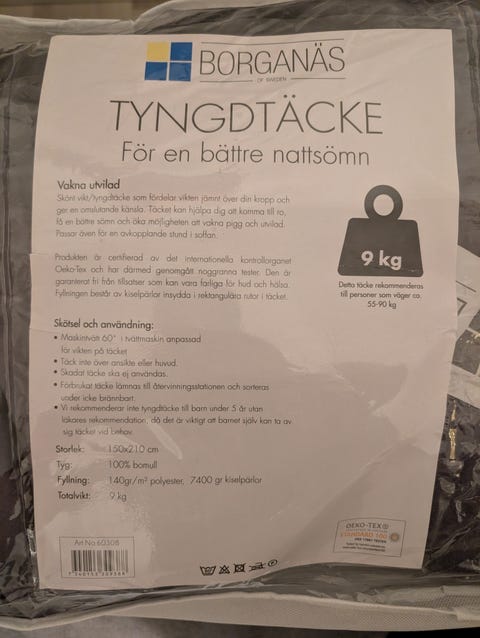 BORGANÄS
OF SWEDEN
TYNGDTÄCKE
För en bättre nattsömn
Vakna utvilad
Skönt vikt/tyngdtäcke som fördelar vikten jämnt över din kropp och
ger en omslutande känsla. Täcket kan hjälpa dig att komma till ro,
få en bättre sömn och öka möjligheten att vakna pigg och utvilad.
Passar även för en avkopplande stund i soffan.
Produkten är certifierad av det internationella kontrollorganet
Oeko-Tex och har därmed genomgått noggranna tester. Den är
garanterat fri från tillsatser som kan vara farliga för hud och hälsa.
Fyllningen består av kiselpärlor insydda i rektangulära rutor i täcket.
9 kg
Detta täcke rekommenderas
till personer som väger ca.
55-90 kg
Skötsel och användning:
• Maskintvätt 60° i tvättmaskin anpassad
för vikten på täcket
• Täck inte över ansikte eller huvud.
• Skadat täcke ska ej användas.
• Förbrukat täcke lämnas till återvinningsstationen och sorteras
under icke brännbart.
• Vi rekommenderar inte tyngdtäcke till barn under 5 år utan
läkares rekommendation, då det är viktigt att barnet själv kan ta av
sig täcket vid behov.
Storlek: 150x210 cm
Tyg: 100% bomull
Fyllning: 140gr/m² polyester, 7400 gr kiselpärlor
Totalvikt: 9 kg
Art.No.60308
OEKO-TEX®
STANDARD 100